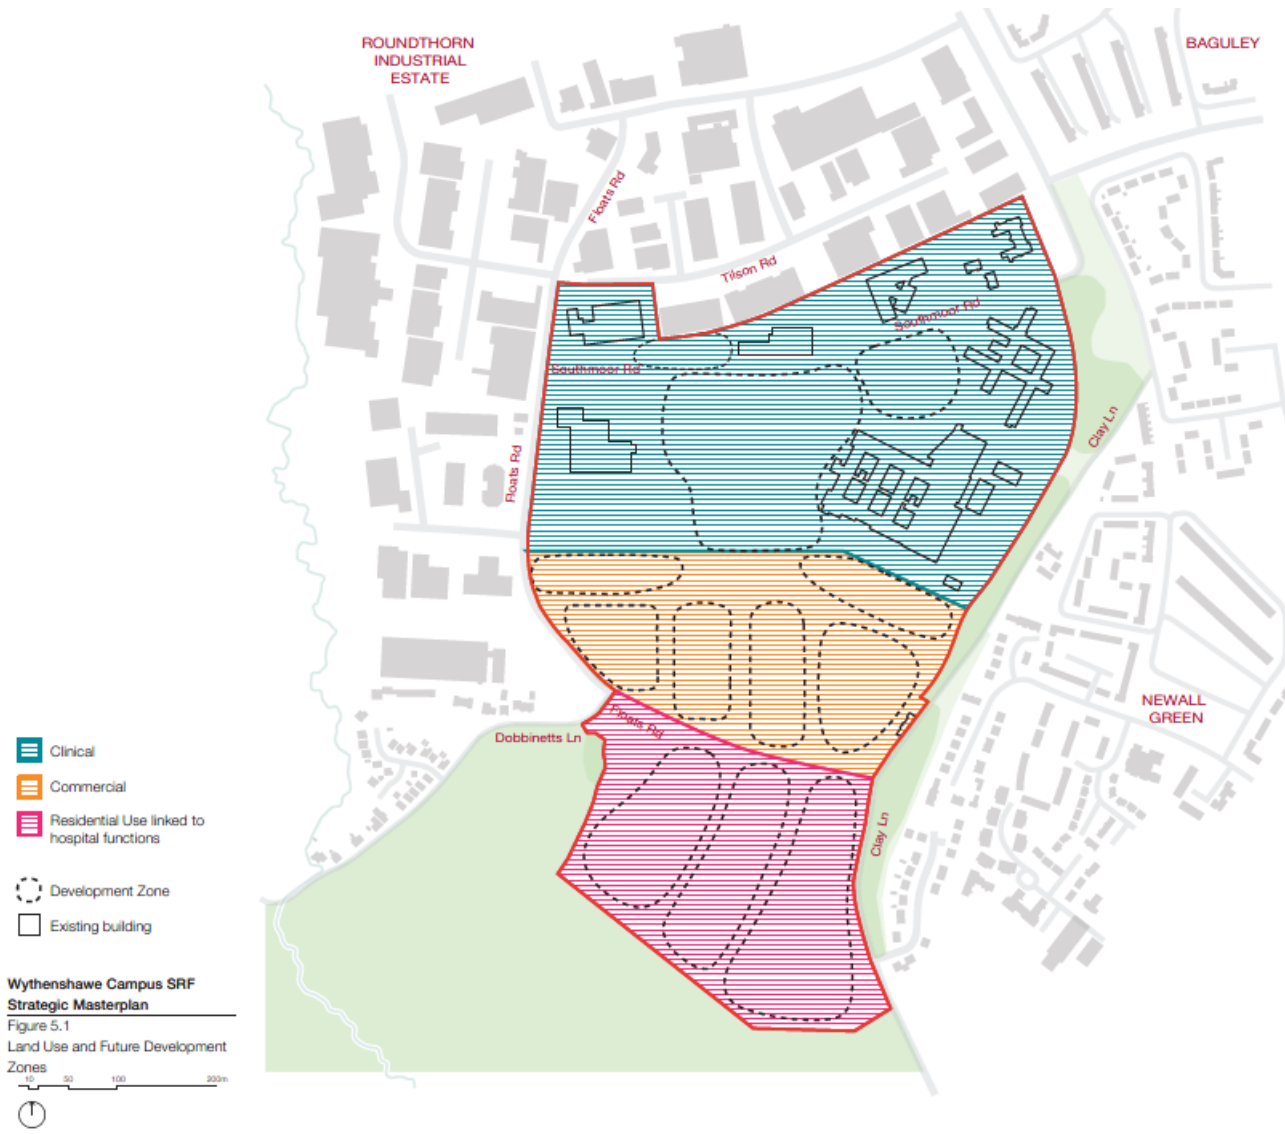 ROUNDTHORN
INDUSTRIAL
ESTATE
BAGULEY
Floats Rd
Tilson Rd
Southmoor Rd
Southmoor Rd
Clay Ln
Floats Rd
NEWALL
GREEN
Floats Rd
Dobbinetts Ln
Clay Ln
Clinical
Commercial
Residential Use linked to
hospital functions
Development Zone
Existing building
Wythenshawe Campus SRF
Strategic Masterplan
Figure 5.1
Land Use and Future Development
Zones
10 50 100 200m